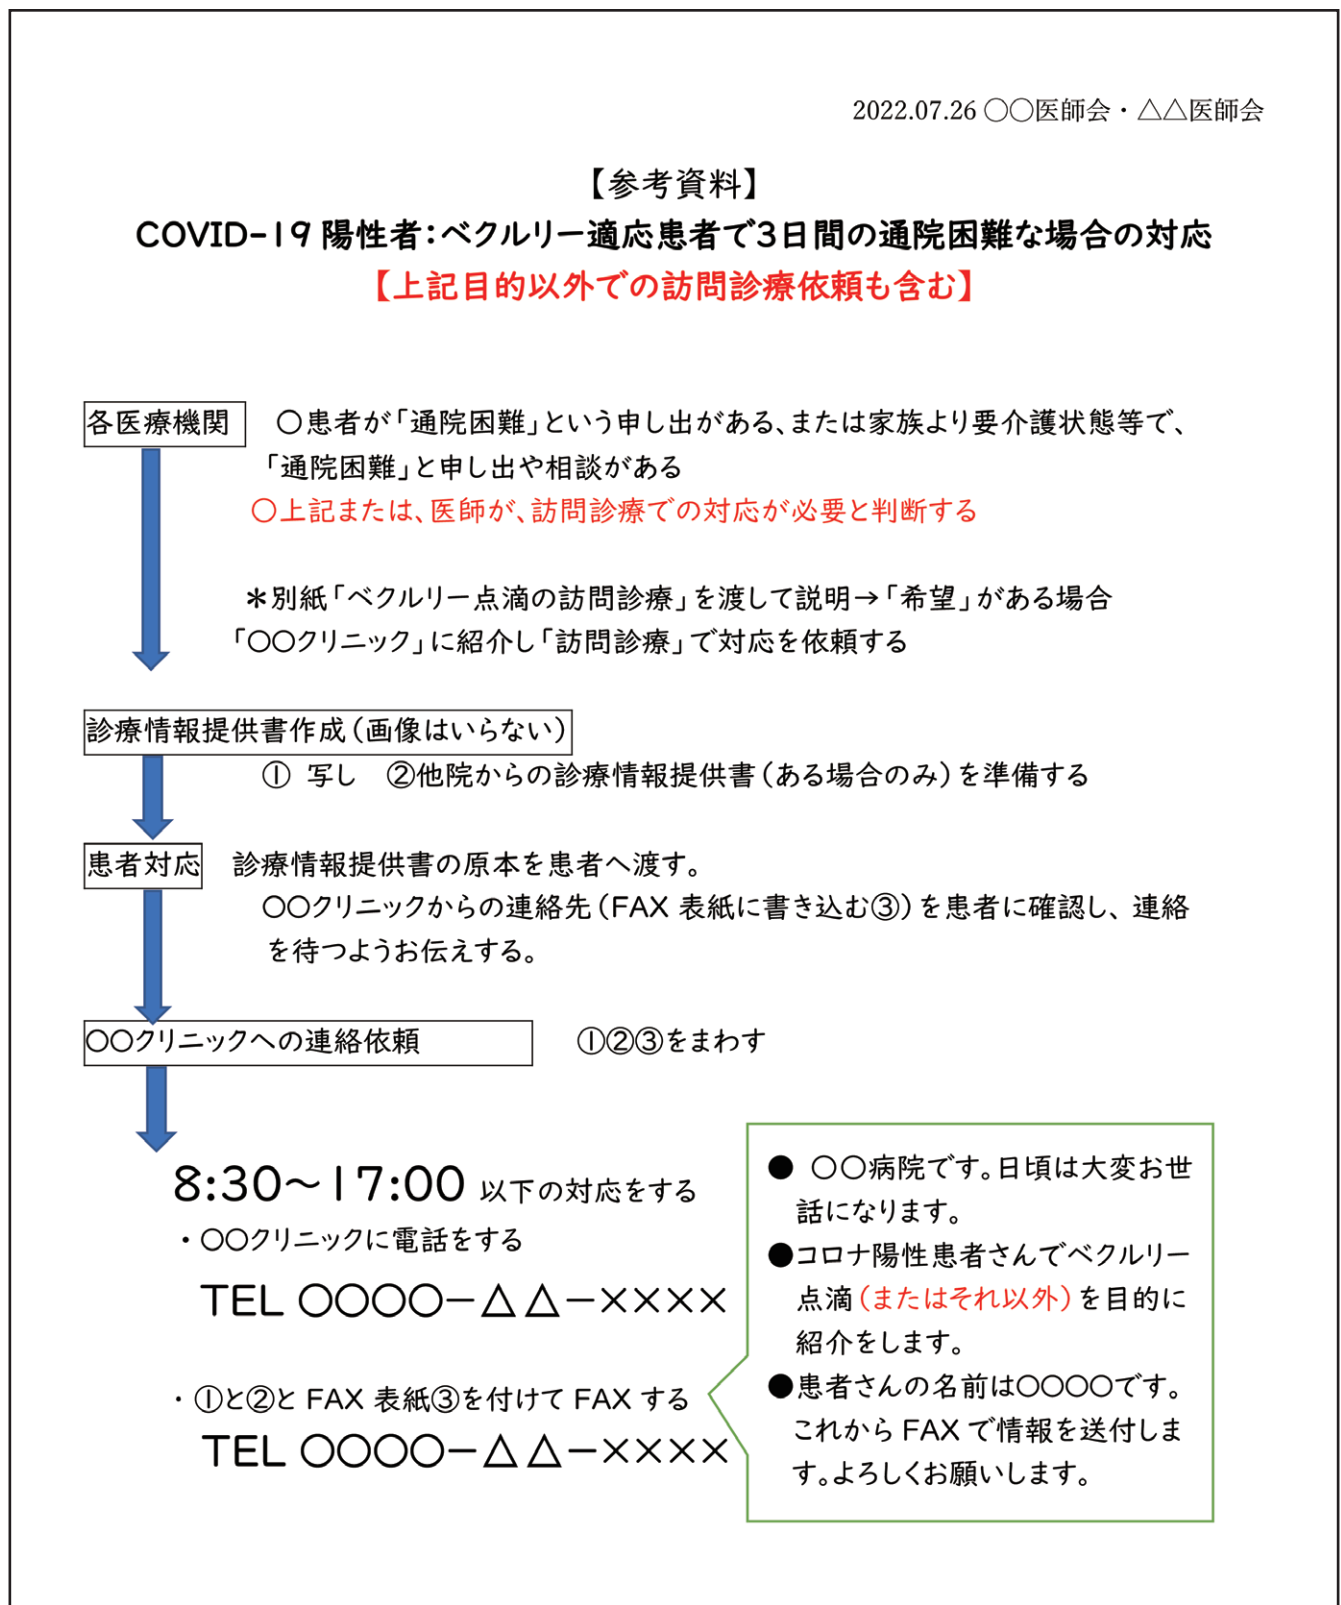 2022.07.26 〇〇医師会・△△医師会
【参考資料】
COVID-19 陽性者：ベクルリー適応患者で3日間の通院困難な場合の対応
【上記目的以外での訪問診療依頼も含む】
各医療機関　〇患者が「通院困難」という申し出がある、または家族より要介護状態等で、
「通院困難」と申し出や相談がある
〇上記または、医師が、訪問診療での対応が必要と判断する
＊別紙「ベクルリー点滴の訪問診療」を渡して説明→「希望」がある場合
「〇〇クリニック」に紹介し「訪問診療」で対応を依頼する
診療情報提供書作成（画像はいらない）
① 写し　②他院からの診療情報提供書（ある場合のみ）を準備する
患者対応　診療情報提供書の原本を患者へ渡す。
〇〇クリニックからの連絡先（FAX 表紙に書き込む③）を患者に確認し、連絡
を待つようお伝えする。
〇〇クリニックへの連絡依頼　①②③をまわす
8:30～17:00 以下の対応をする
・〇〇クリニックに電話をする
TEL 〇〇〇〇－△△－××××
・①と②と FAX 表紙③を付けて FAX する
TEL 〇〇〇〇－△△－××××
● 〇〇病院です。日頃は大変お世
話になります。
●コロナ陽性患者さんでベクルリー
点滴（またはそれ以外）を目的に
紹介をします。
●患者さんの名前は〇〇〇〇です。
これから FAX で情報を送付しま
す。よろしくお願いします。